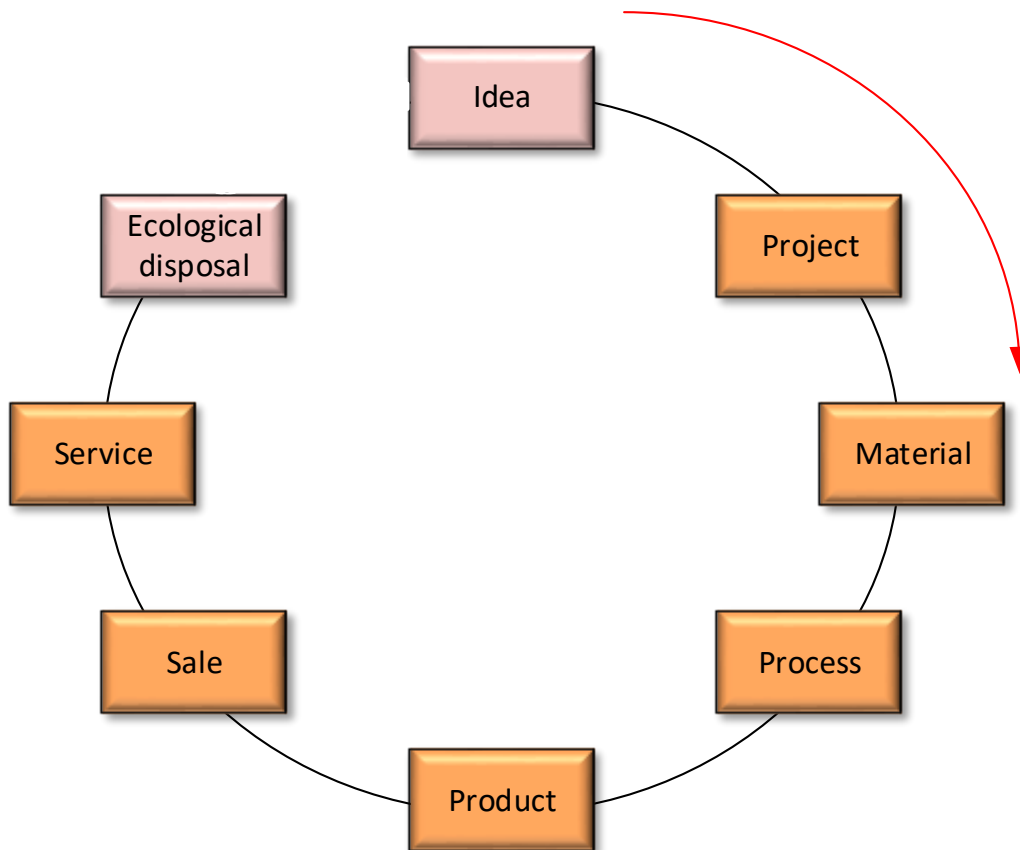 Idea
Project
Material
Process
Product
Sale
Service
Ecological
disposal